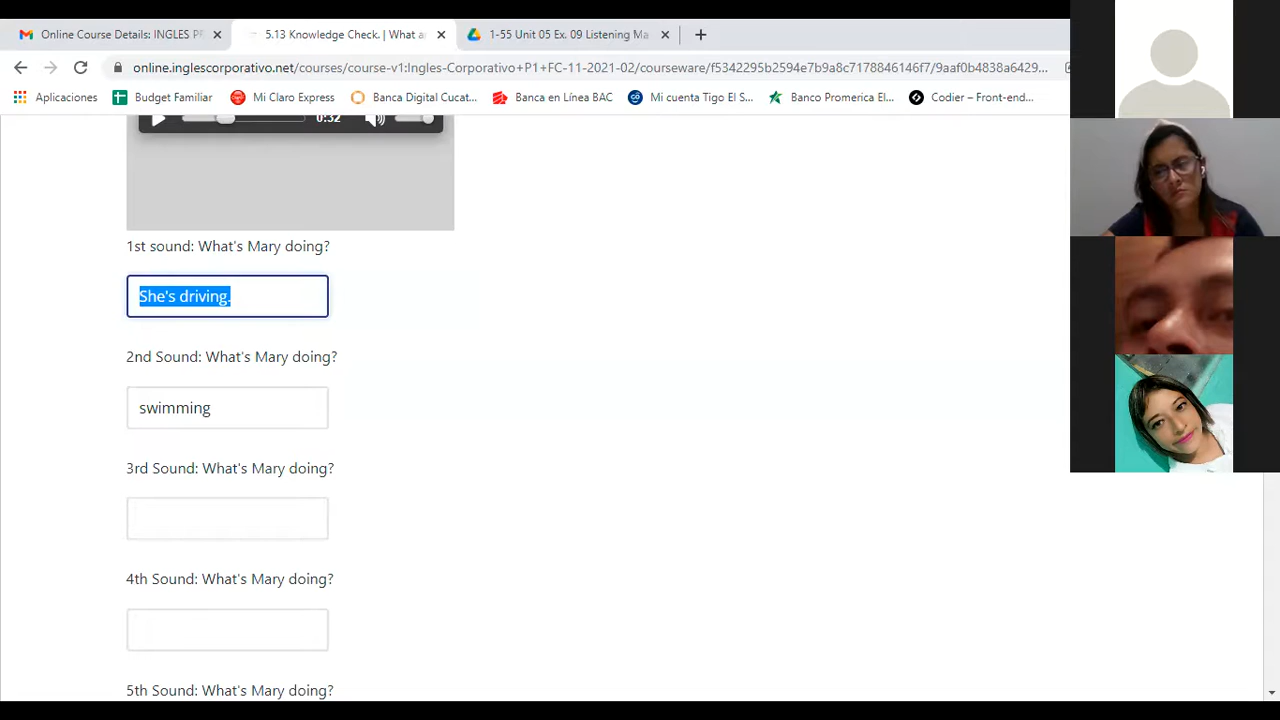 Online Course Details: INGLES PF
5.13 Knowledge Check. | What a
1-55 Unit 05 Ex. 09 Listening Ma
online.inglescorporativo.net/courses/course-v1:Ingles-Corporativo+P1+FC-11-2021-02/courseware/f5342295b2594e7b9a8c7178846146f7/9aaf0b4838a6429...
Aplicaciones
Budget Familiar
Mi Claro Express
Banca Digital Cucat...
Banca en Línea BAC
Mi cuenta Tigo El S...
Banco Promerica El...
Codier – Front-end...
0:32
1st sound: What's Mary doing?
She's driving.
2nd Sound: What's Mary doing?
swimming
3rd Sound: What's Mary doing?
4th Sound: What's Mary doing?
5th Sound: What's Mary doing?